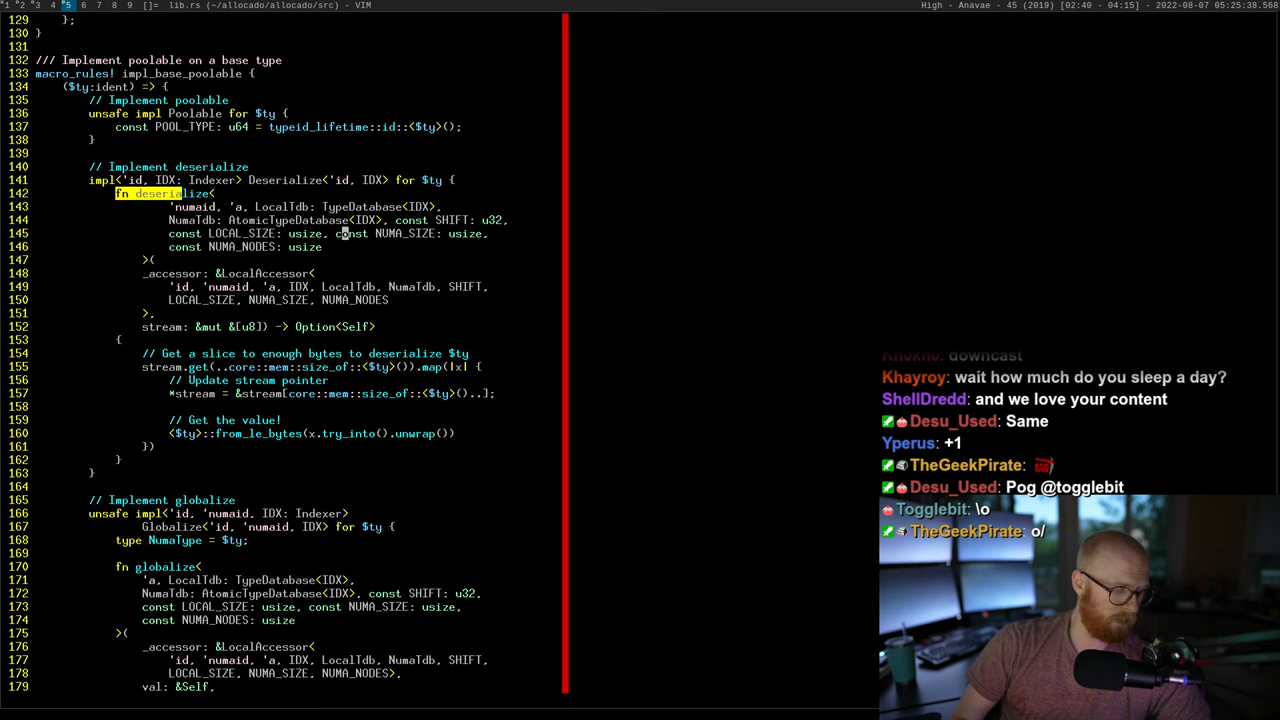 1 2 3 4 5 6 7 8 9 []= lib.rs (~/allocado/allocado/src) - VIM
High - Anavae - 45 (2019) [02:40 - 04:15] - 2022-08-07 05:25:38.568
129 };
130 }
131
132 /// Implement poolable on a base type
133 macro_rules! impl_base_poolable {
134 ($ty:ident) => {
135 // Implement poolable
136 unsafe impl Poolable for $ty {
137 const POOL_TYPE: u64 = typeid_lifetime::id::<$ty>();
138 }
139
140 // Implement deserialize
141 impl<'id, IDX: Indexer> Deserialize<'id, IDX> for $ty {
142 fn deserialize<
143 'numaid, 'a, LocalTdb: TypeDatabase<IDX>,
144 NumaTdb: AtomicTypeDatabase<IDX>, const SHIFT: u32,
145 const LOCAL_SIZE: usize, const NUMA_SIZE: usize,
146 const NUMA_NODES: usize
147 >(
148 _accessor: &LocalAccessor<
149 'id, 'numaid, 'a, IDX, LocalTdb, NumaTdb, SHIFT,
150 LOCAL_SIZE, NUMA_SIZE, NUMA_NODES
151 >,
152 stream: &mut &[u8]) -> Option<Self>
153 {
154 // Get a slice to enough bytes to deserialize $ty
155 stream.get(..core::mem::size_of::<$ty>()).map(|x| {
156 // Update stream pointer
157 *stream = &stream[core::mem::size_of::<$ty>()..];
158
159 // Get the value!
160 <$ty>::from_le_bytes(x.try_into().unwrap())
161 })
162 }
163 }
164
165 // Implement globalize
166 unsafe impl<'id, 'numaid, IDX: Indexer>
167 Globalize<'id, 'numaid, IDX> for $ty {
168 type NumaType = $ty;
169
170 fn globalize<
171 'a, LocalTdb: TypeDatabase<IDX>,
172 NumaTdb: AtomicTypeDatabase<IDX>, const SHIFT: u32,
173 const LOCAL_SIZE: usize, const NUMA_SIZE: usize,
174 const NUMA_NODES: usize
175 >(
176 _accessor: &LocalAccessor<
177 'id, 'numaid, 'a, IDX, LocalTdb, NumaTdb, SHIFT,
178 LOCAL_SIZE, NUMA_SIZE, NUMA_NODES>,
179 val: &Self,
downcast
Khayroy: wait how much do you sleep a day?
ShellDredd: and we love your content
Desu_Used: Same
Yperus: +1
TheGeekPirate:
Desu_Used: Pog @togglebit
Togglebit: \o
TheGeekPirate: o/